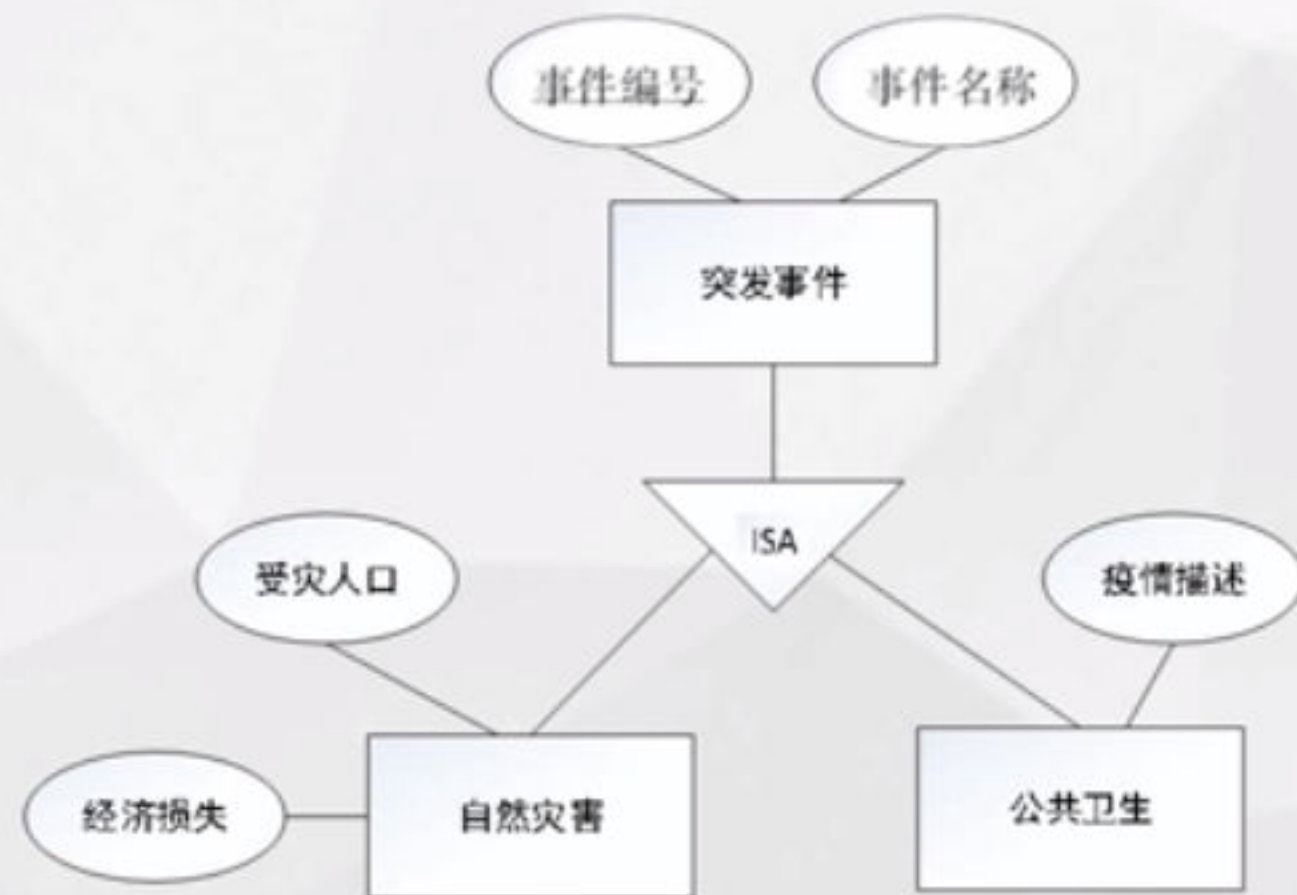 事件编号
事件名称
突发事件
ISA
受灾人口
疫情描述
经济损失
自然灾害
公共卫生